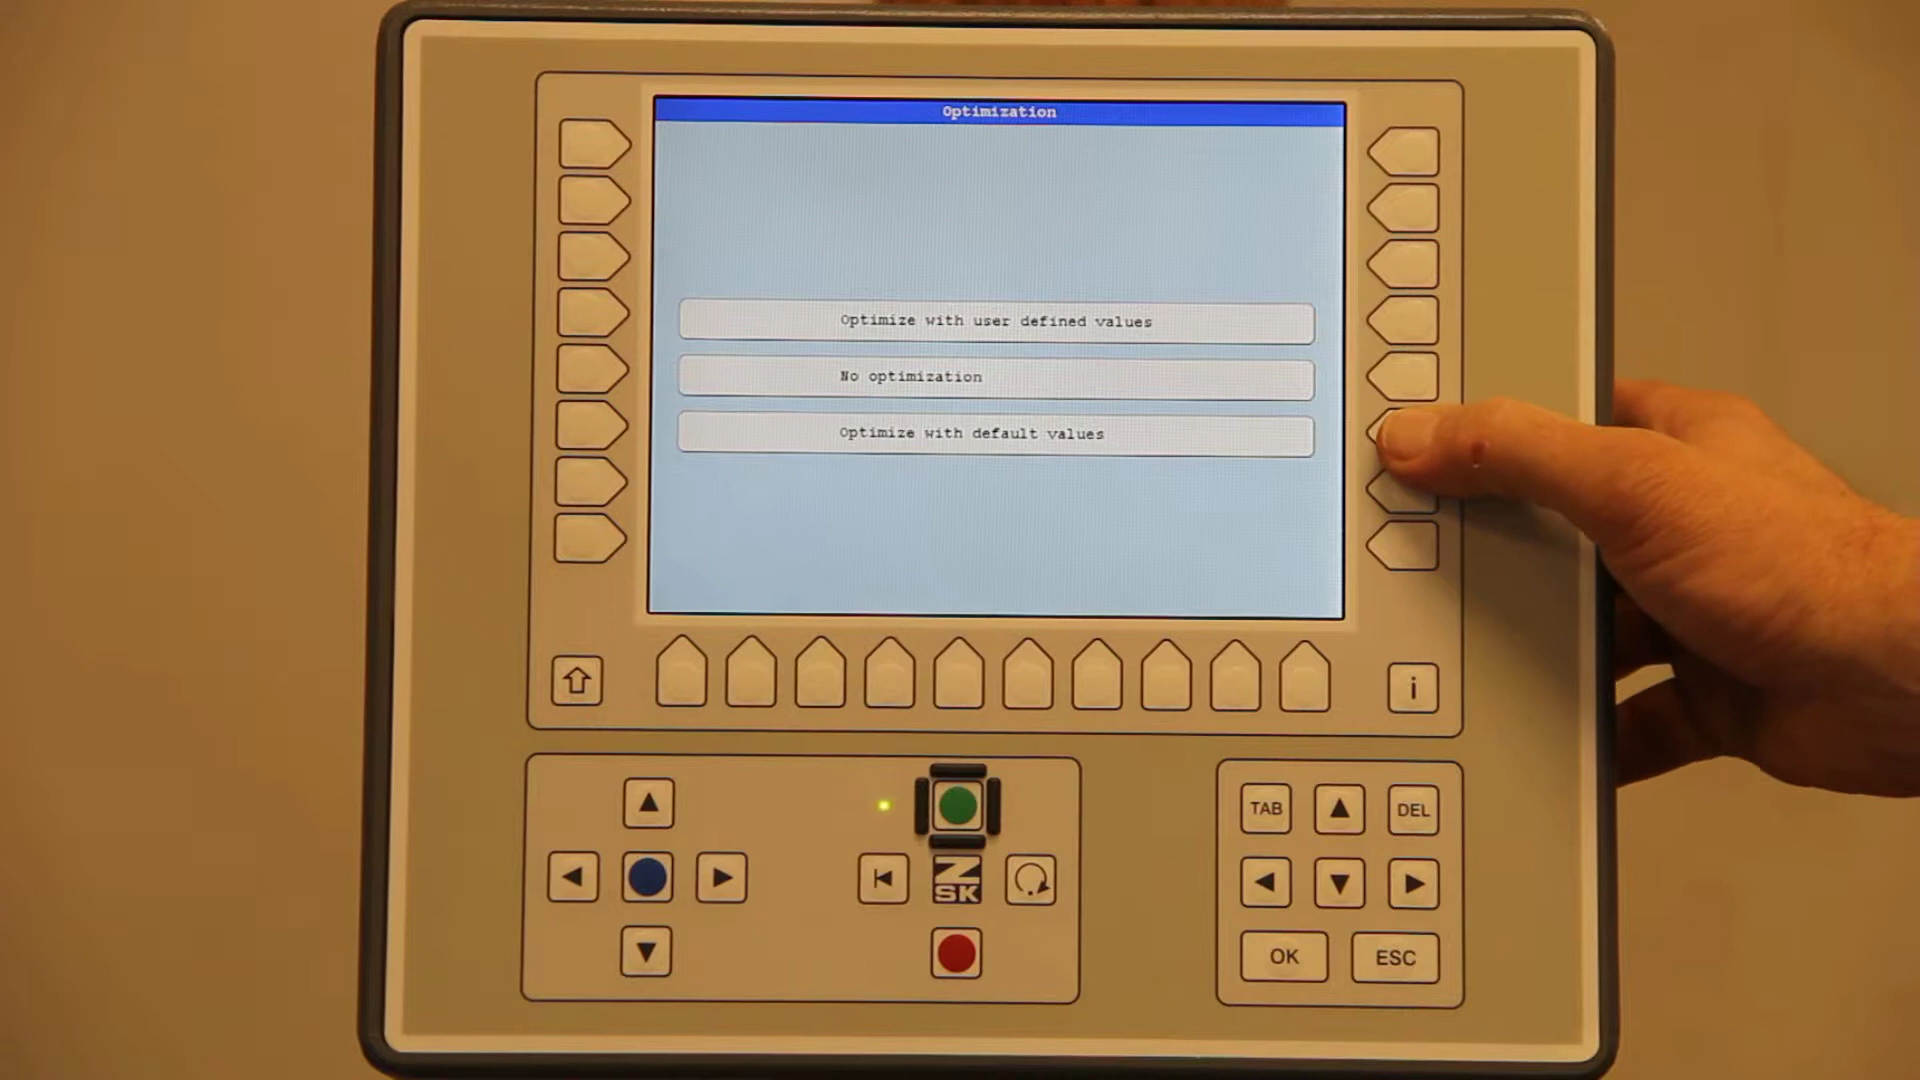 Optimization
Optimize with user defined values
No optimization
Optimize with default values
i
TAB
DEL
ZSK
OK
ESC